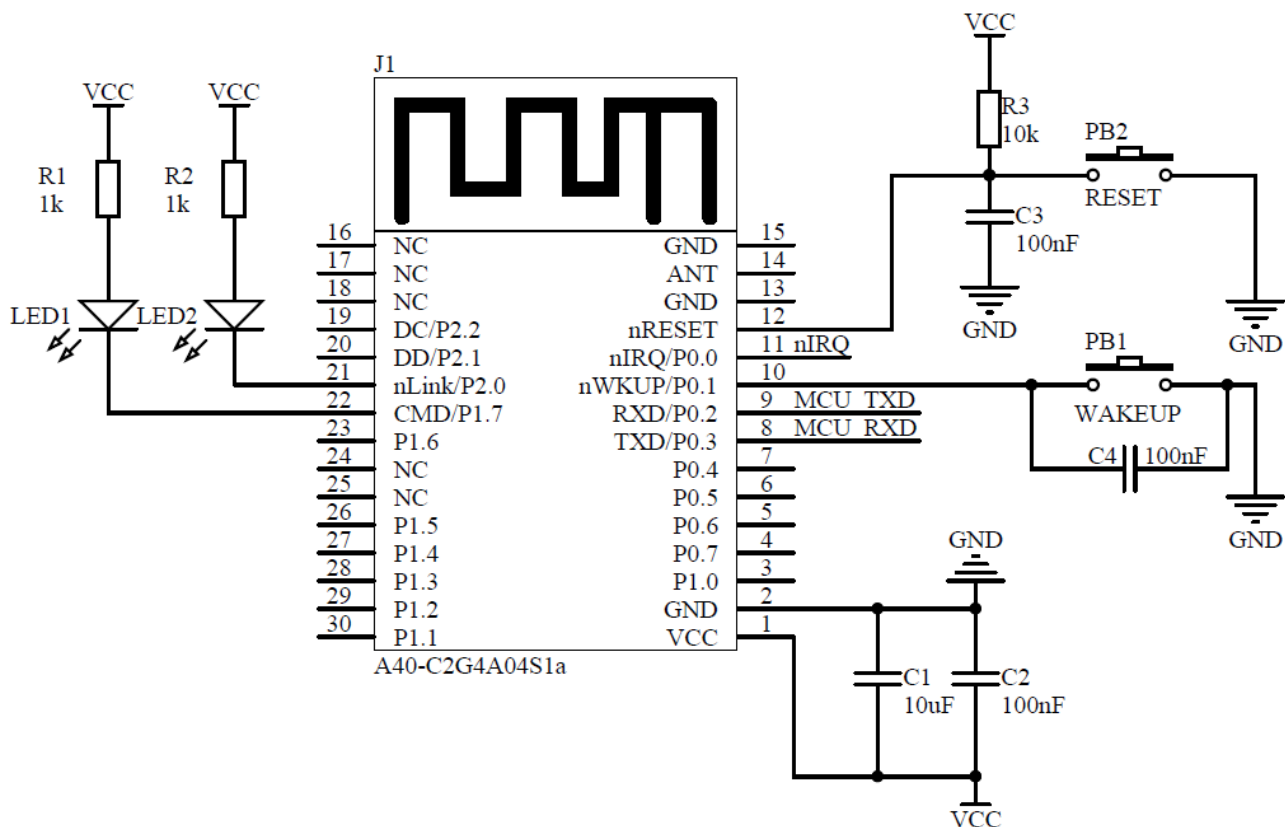 VCC
J1
VCC
VCC
R3
10k
PB2
RESET
R1
1k
R2
1k
C3
100nF
16 NC GND 15
17 NC ANT 14
18 NC GND 13
LED1 LED2
19 DC/P2.2 nRESET 12
GND
GND
20 DD/P2.1 nIRQ/P0.0 11 nIRQ
PB1
21 nLink/P2.0 nWKUP/P0.1 10
22 CMD/P1.7 RXD/P0.2 9 MCU_TXD
WAKEUP
23 P1.6 TXD/P0.3 8 MCU_RXD
24 NC P0.4 7
C4 100nF
25 NC P0.5 6
26 P1.5 P0.6 5
GND
27 P1.4 P0.7 4
GND
28 P1.3 P1.0 3
29 P1.2 GND 2
30 P1.1 VCC 1
A40-C2G4A04S1a
C1
10uF
C2
100nF
VCC